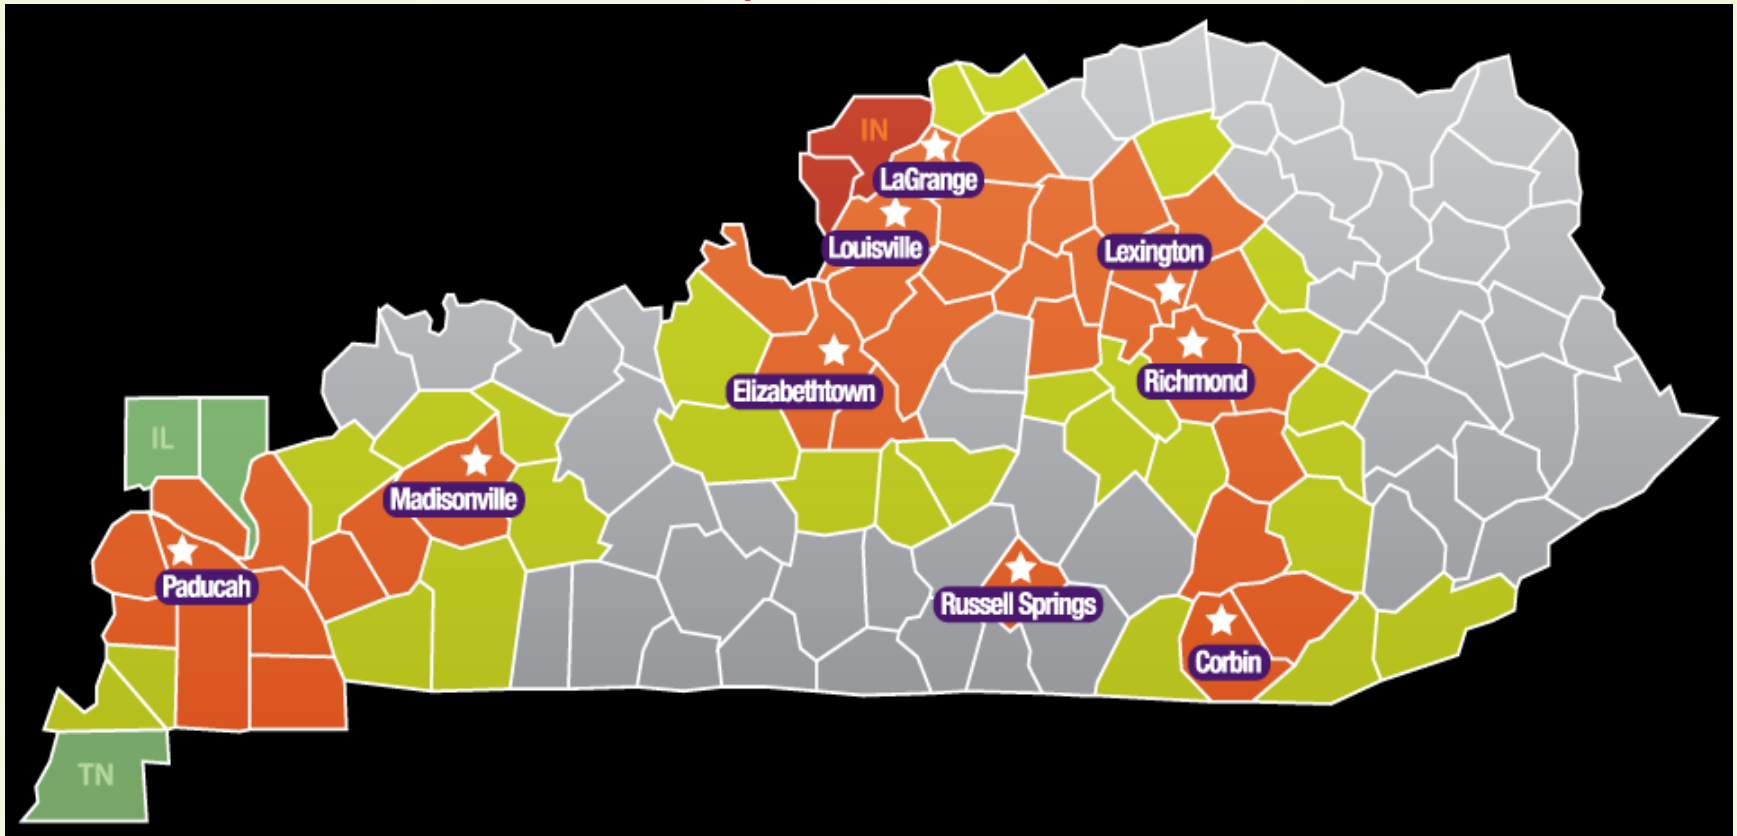 IN
LaGrange
Louisville
Lexington
Elizabethtown
Richmond
IL
Madisonville
Paducah
Russell Springs
Corbin
TN